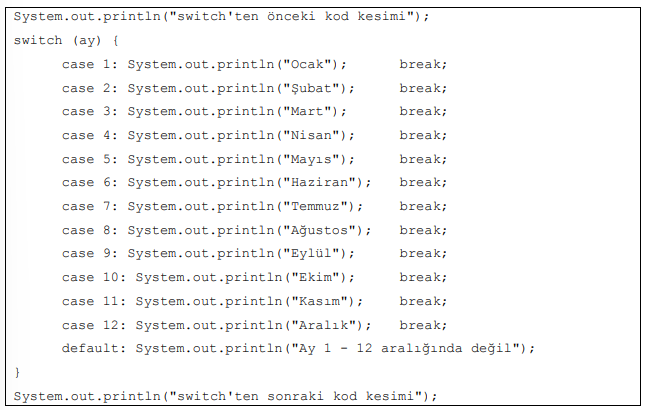 System.out.println("switch'ten önceki kod kesimi");
switch (ay) {
case 1: System.out.println("Ocak"); break;
case 2: System.out.println("Şubat"); break;
case 3: System.out.println("Mart"); break;
case 4: System.out.println("Nisan"); break;
case 5: System.out.println("Mayıs"); break;
case 6: System.out.println("Haziran"); break;
case 7: System.out.println("Temmuz"); break;
case 8: System.out.println("Ağustos"); break;
case 9: System.out.println("Eylül"); break;
case 10: System.out.println("Ekim"); break;
case 11: System.out.println("Kasım"); break;
case 12: System.out.println("Aralık"); break;
default: System.out.println("Ay 1 - 12 aralığında değil");
}
System.out.println("switch'ten sonraki kod kesimi");